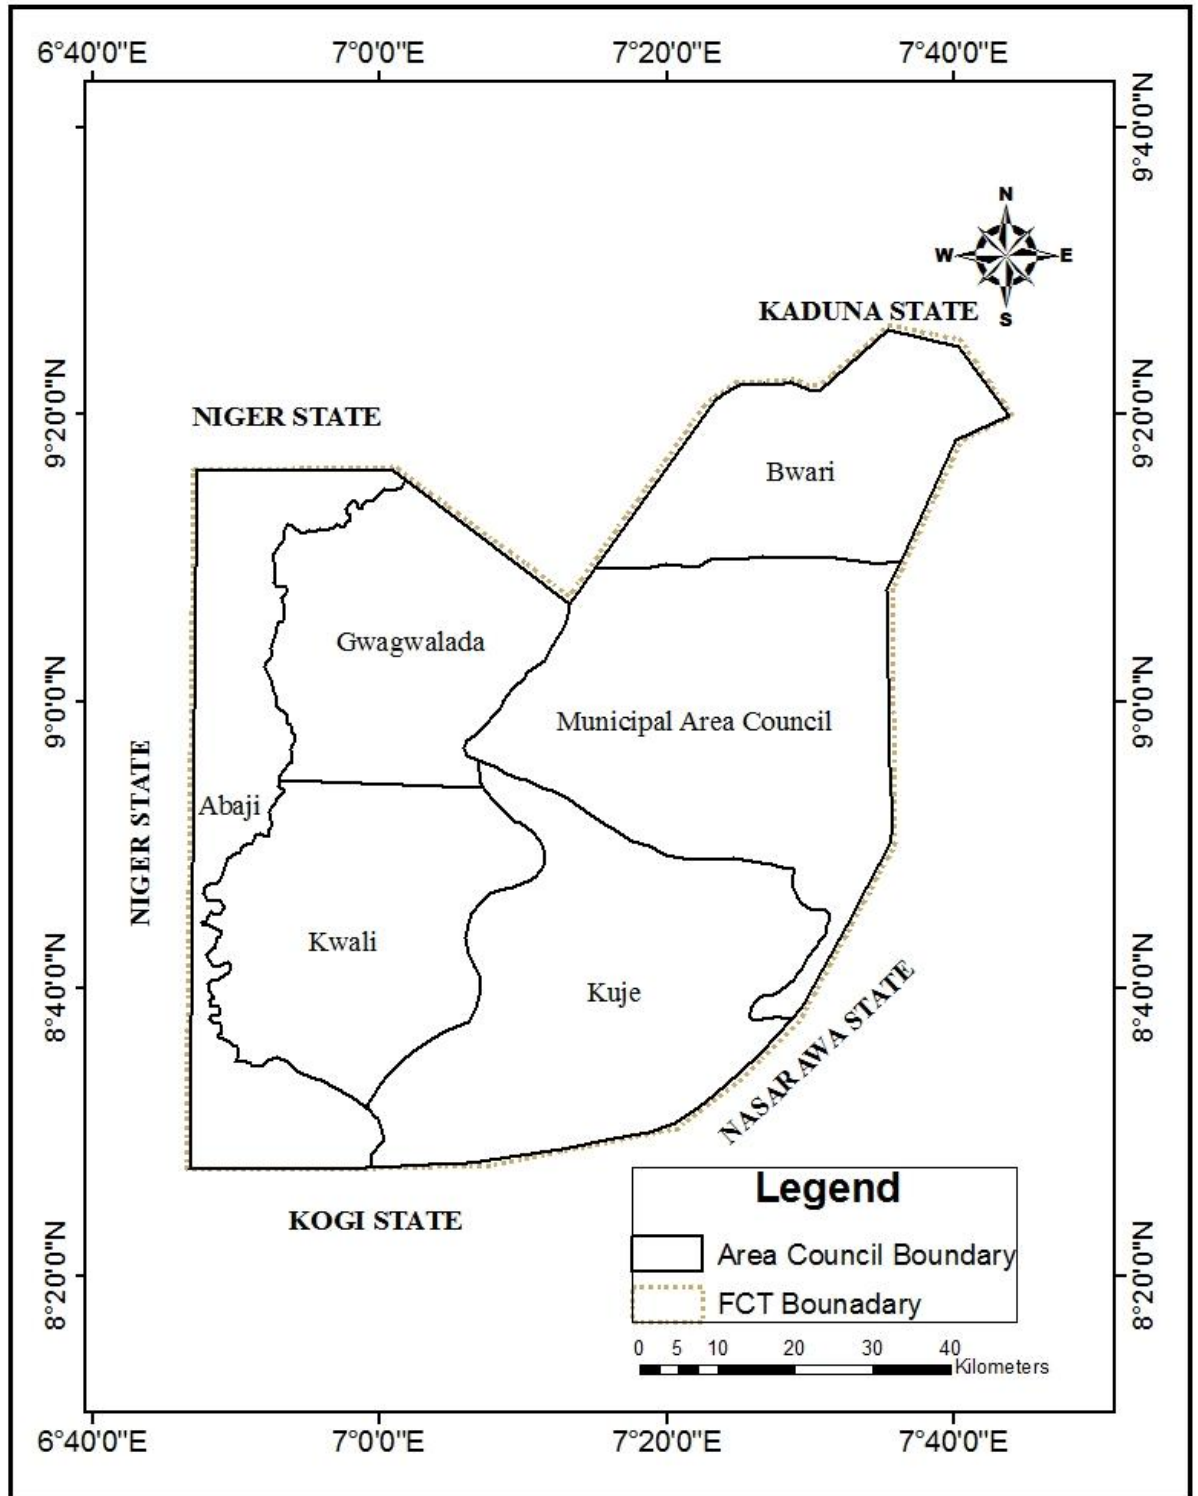 6°40'0"E 7°0'0"E 7°20'0"E 7°40'0"E
9°40'0"N
N
W E
S
KADUNA STATE
9°20'0"N 9°20'0"N
NIGER STATE
Bwari
Gwagwalada
9°0'0"N 9°0'0"N
Municipal Area Council
NIGER STATE
Abaji
Kwali
8°40'0"N 8°40'0"N
Kuje
NASARAWA STATE
KOGI STATE
Legend
Area Council Boundary
FCT Bounadary
8°20'0"N 8°20'0"N
0 5 10 20 30 40
Kilometers
6°40'0"E 7°0'0"E 7°20'0"E 7°40'0"E